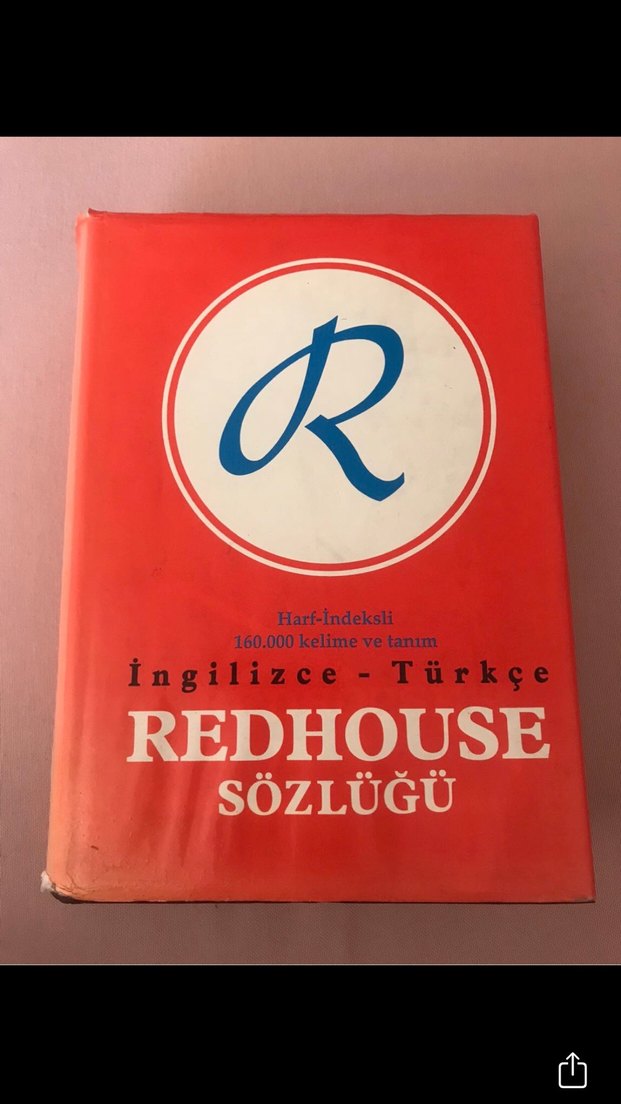 R
Harf-İndeksli
160.000 kelime ve tanım
İngilizce - Türkçe
REDHOUSE
SÖZLÜĞÜ